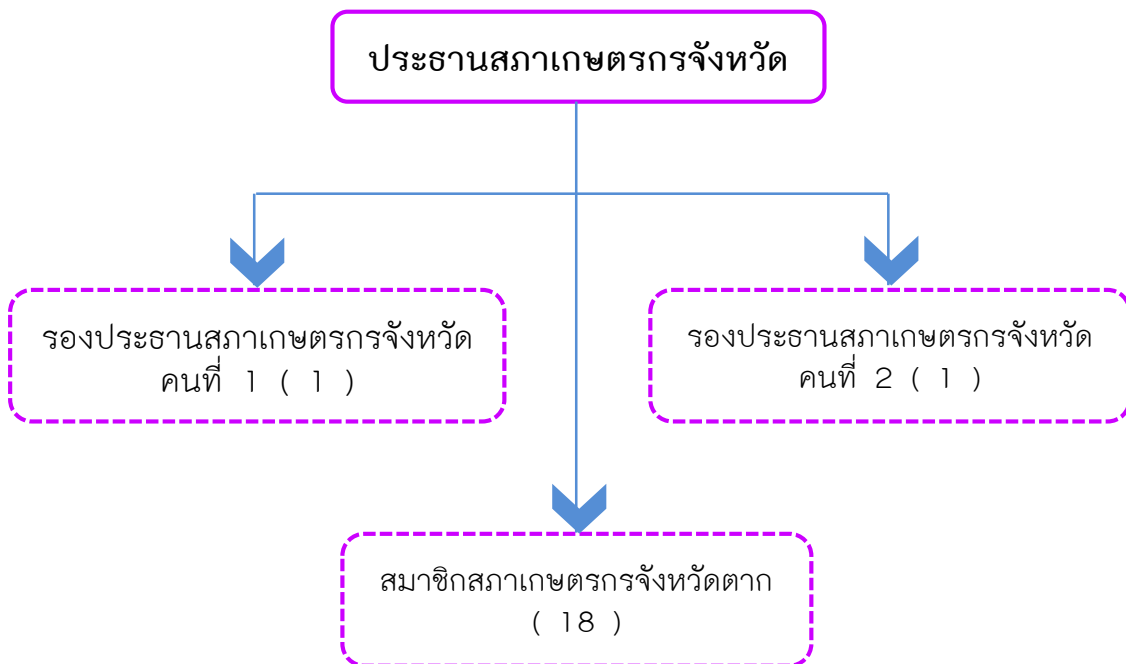 ประธานสภาเกษตรกรจังหวัด
รองประธานสภาเกษตรกรจังหวัด
คนที่ 1 ( 1 )
รองประธานสภาเกษตรกรจังหวัด
คนที่ 2 ( 1 )
สมาชิกสภาเกษตรกรจังหวัดตาก
( 18 )